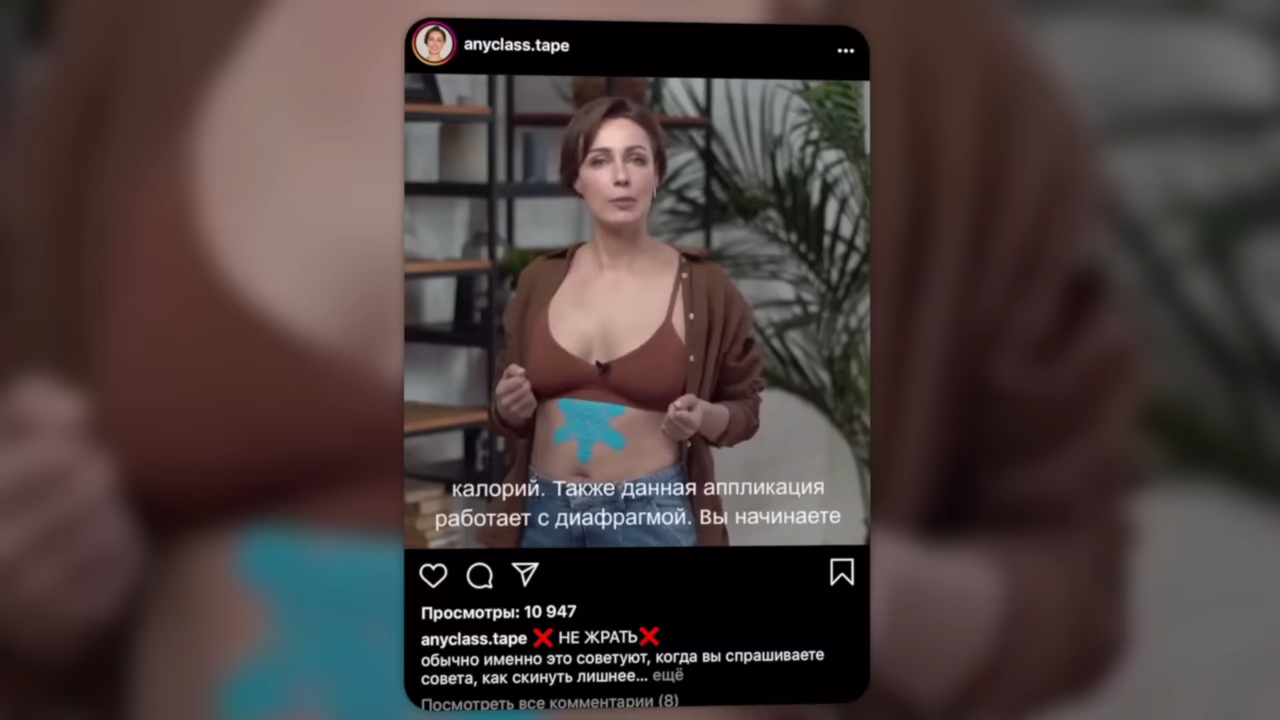 anyclass.tape
калорий. Также данная аппликация
работает с диафрагмой. Вы начинаете
Просмотры: 10 947
anyclass.tape ❌ НЕ ЖРАТЬ❌
обычно именно это советуют, когда вы спрашиваете
совета, как скинуть лишнее... ещё
Посмотреть все комментарии (8)